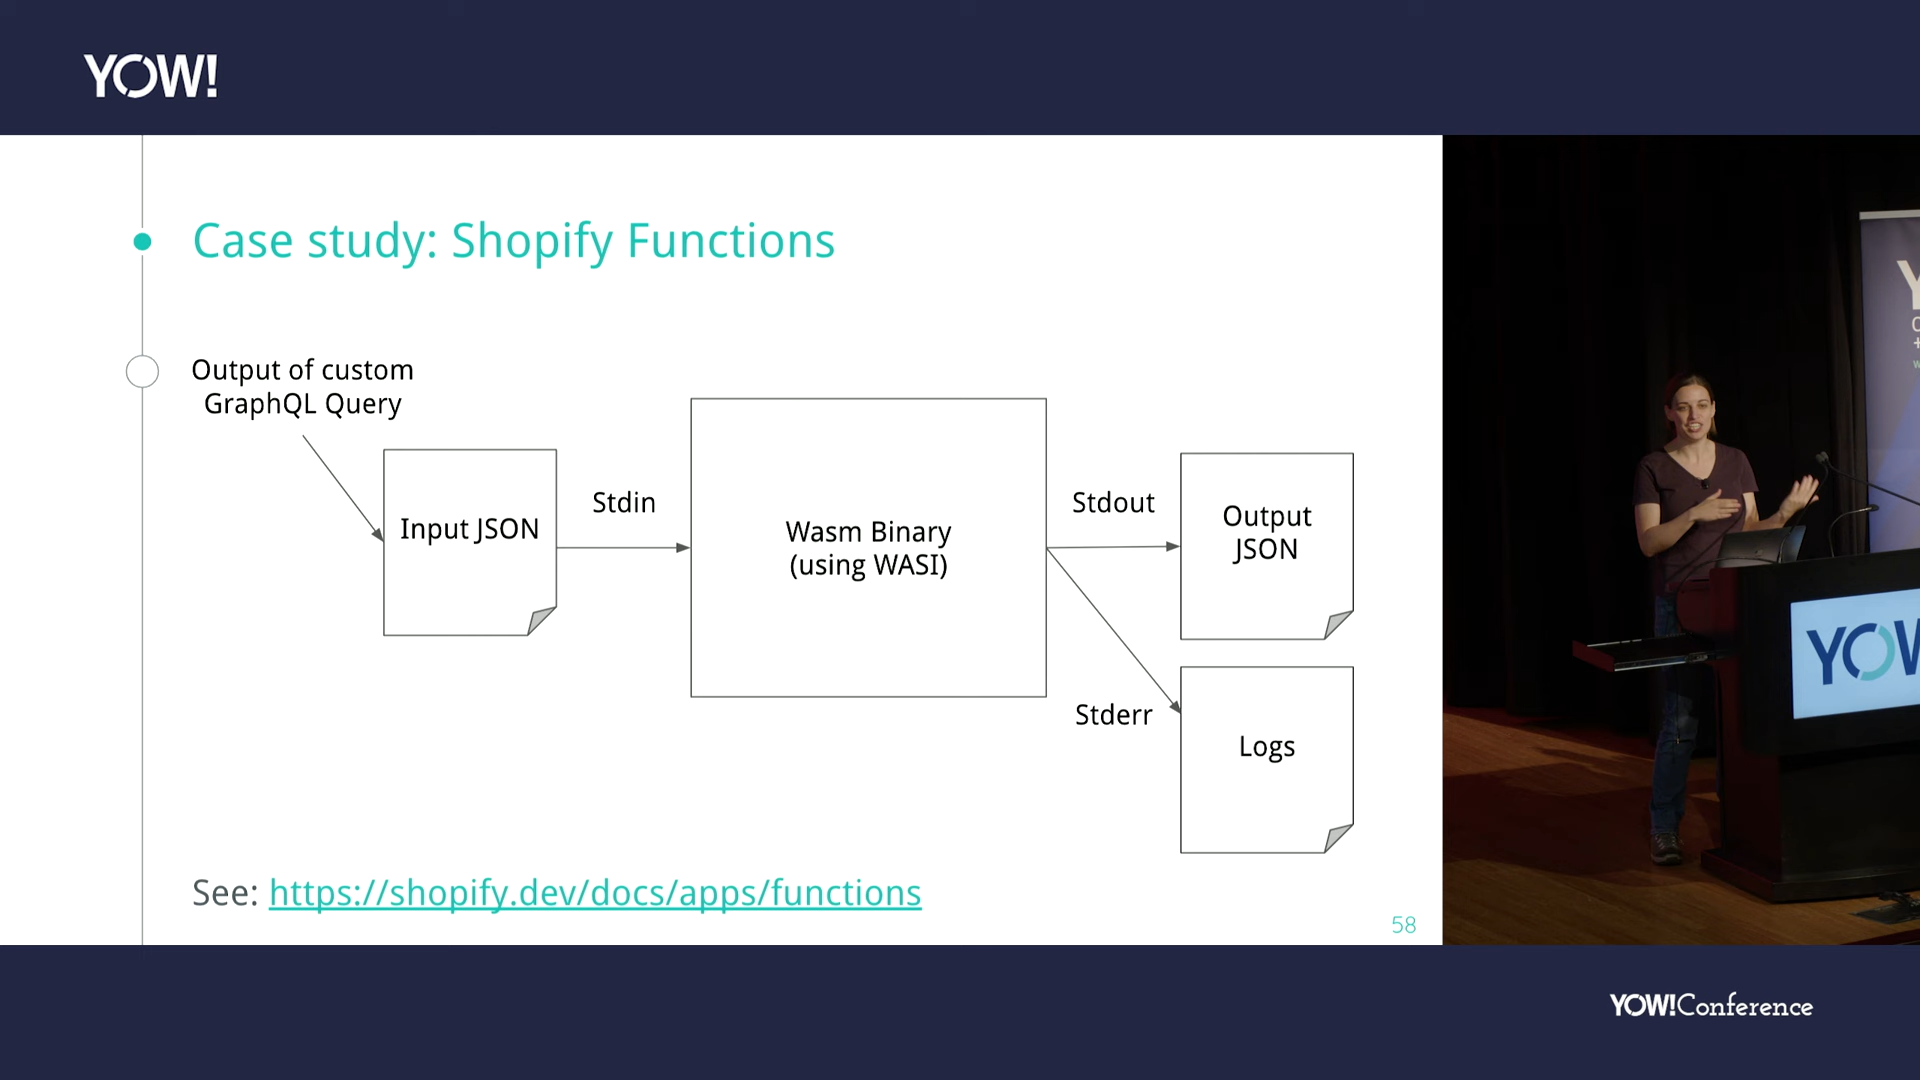 YOW!
Case study: Shopify Functions
Output of custom
GraphQL Query
Input JSON
Stdin
Wasm Binary
(using WASI)
Stdout
Output
JSON
Stderr
Logs
See: https://shopify.dev/docs/apps/functions
58
YOW
YOW!Conference